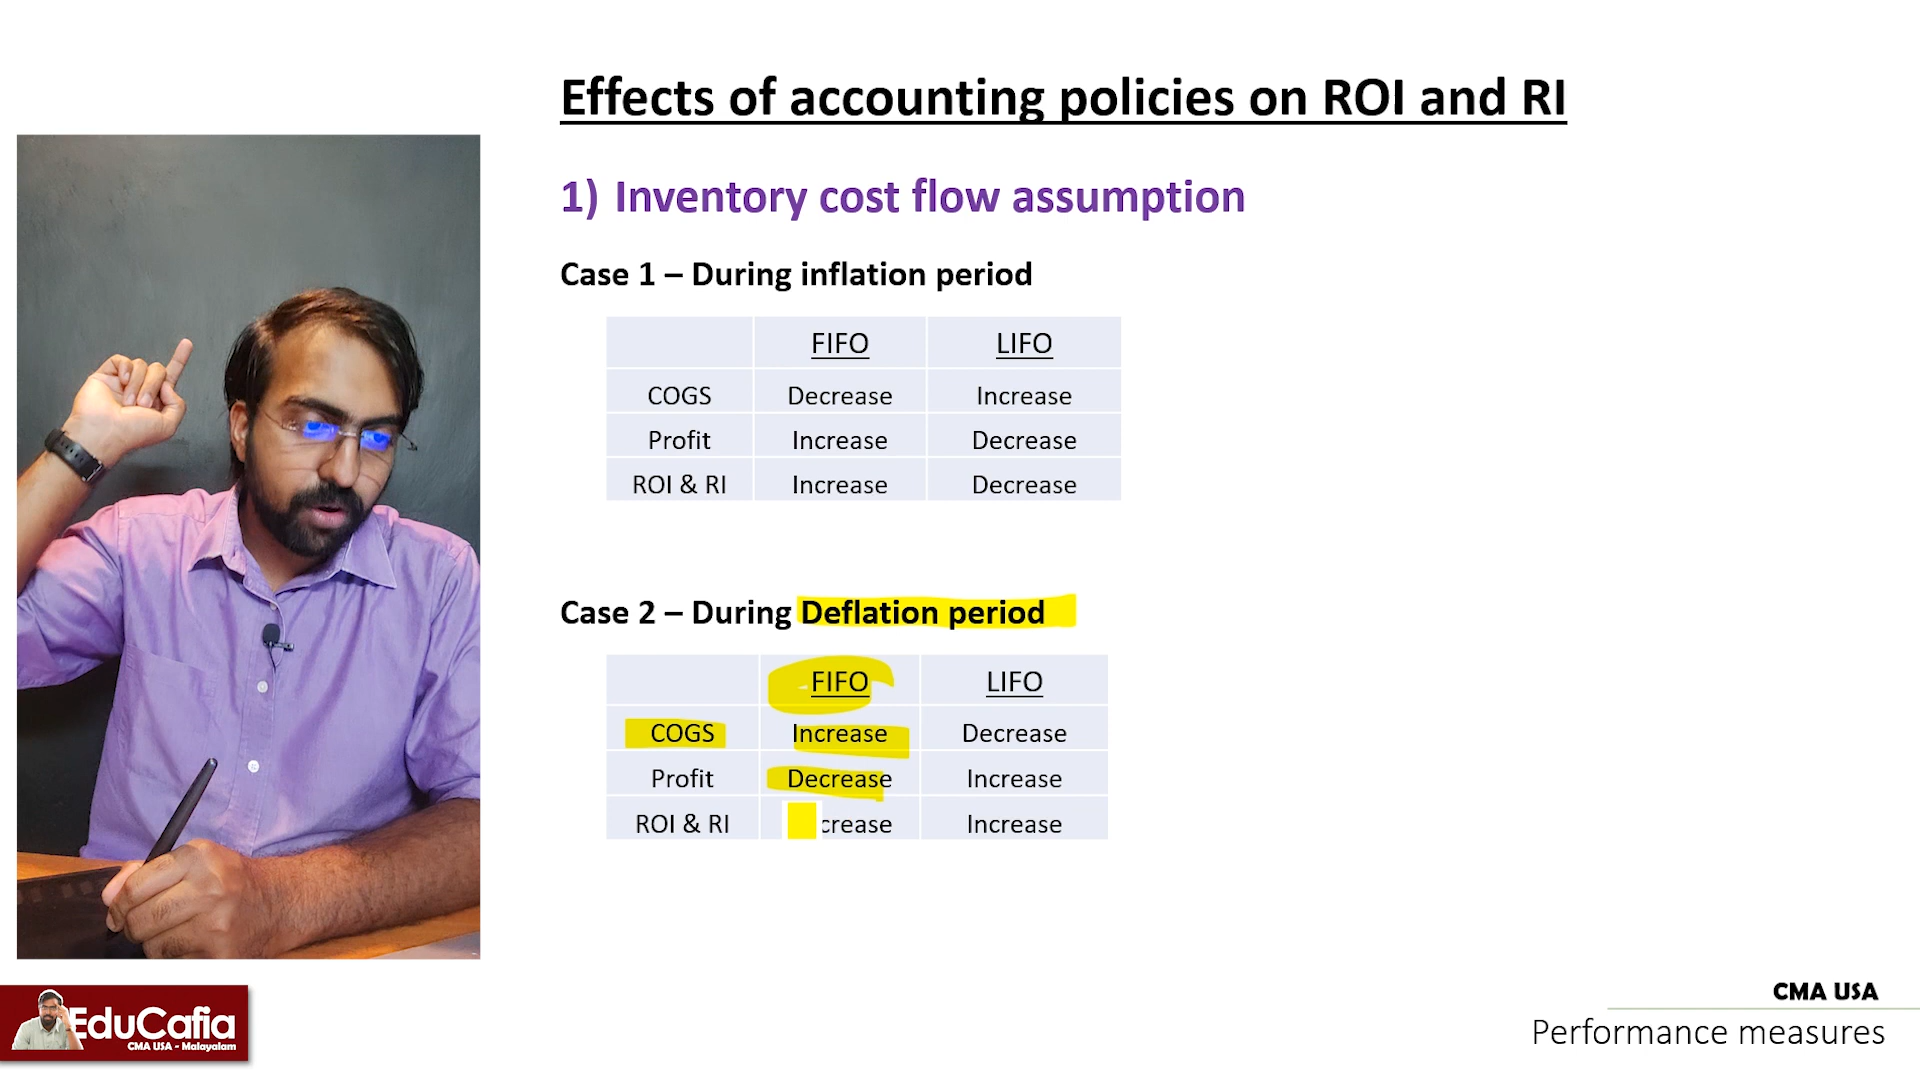 Effects of accounting policies on ROI and RI
1) Inventory cost flow assumption
Case 1 – During inflation period
FIFO LIFO
COGS Decrease Increase
Profit Increase Decrease
ROI & RI Increase Decrease
Case 2 – During Deflation period
FIFO LIFO
COGS Increase Decrease
Profit Decrease Increase
ROI & RI crease Increase
EduCafia
CMA USA - Malayalam
CMA USA
Performance measures